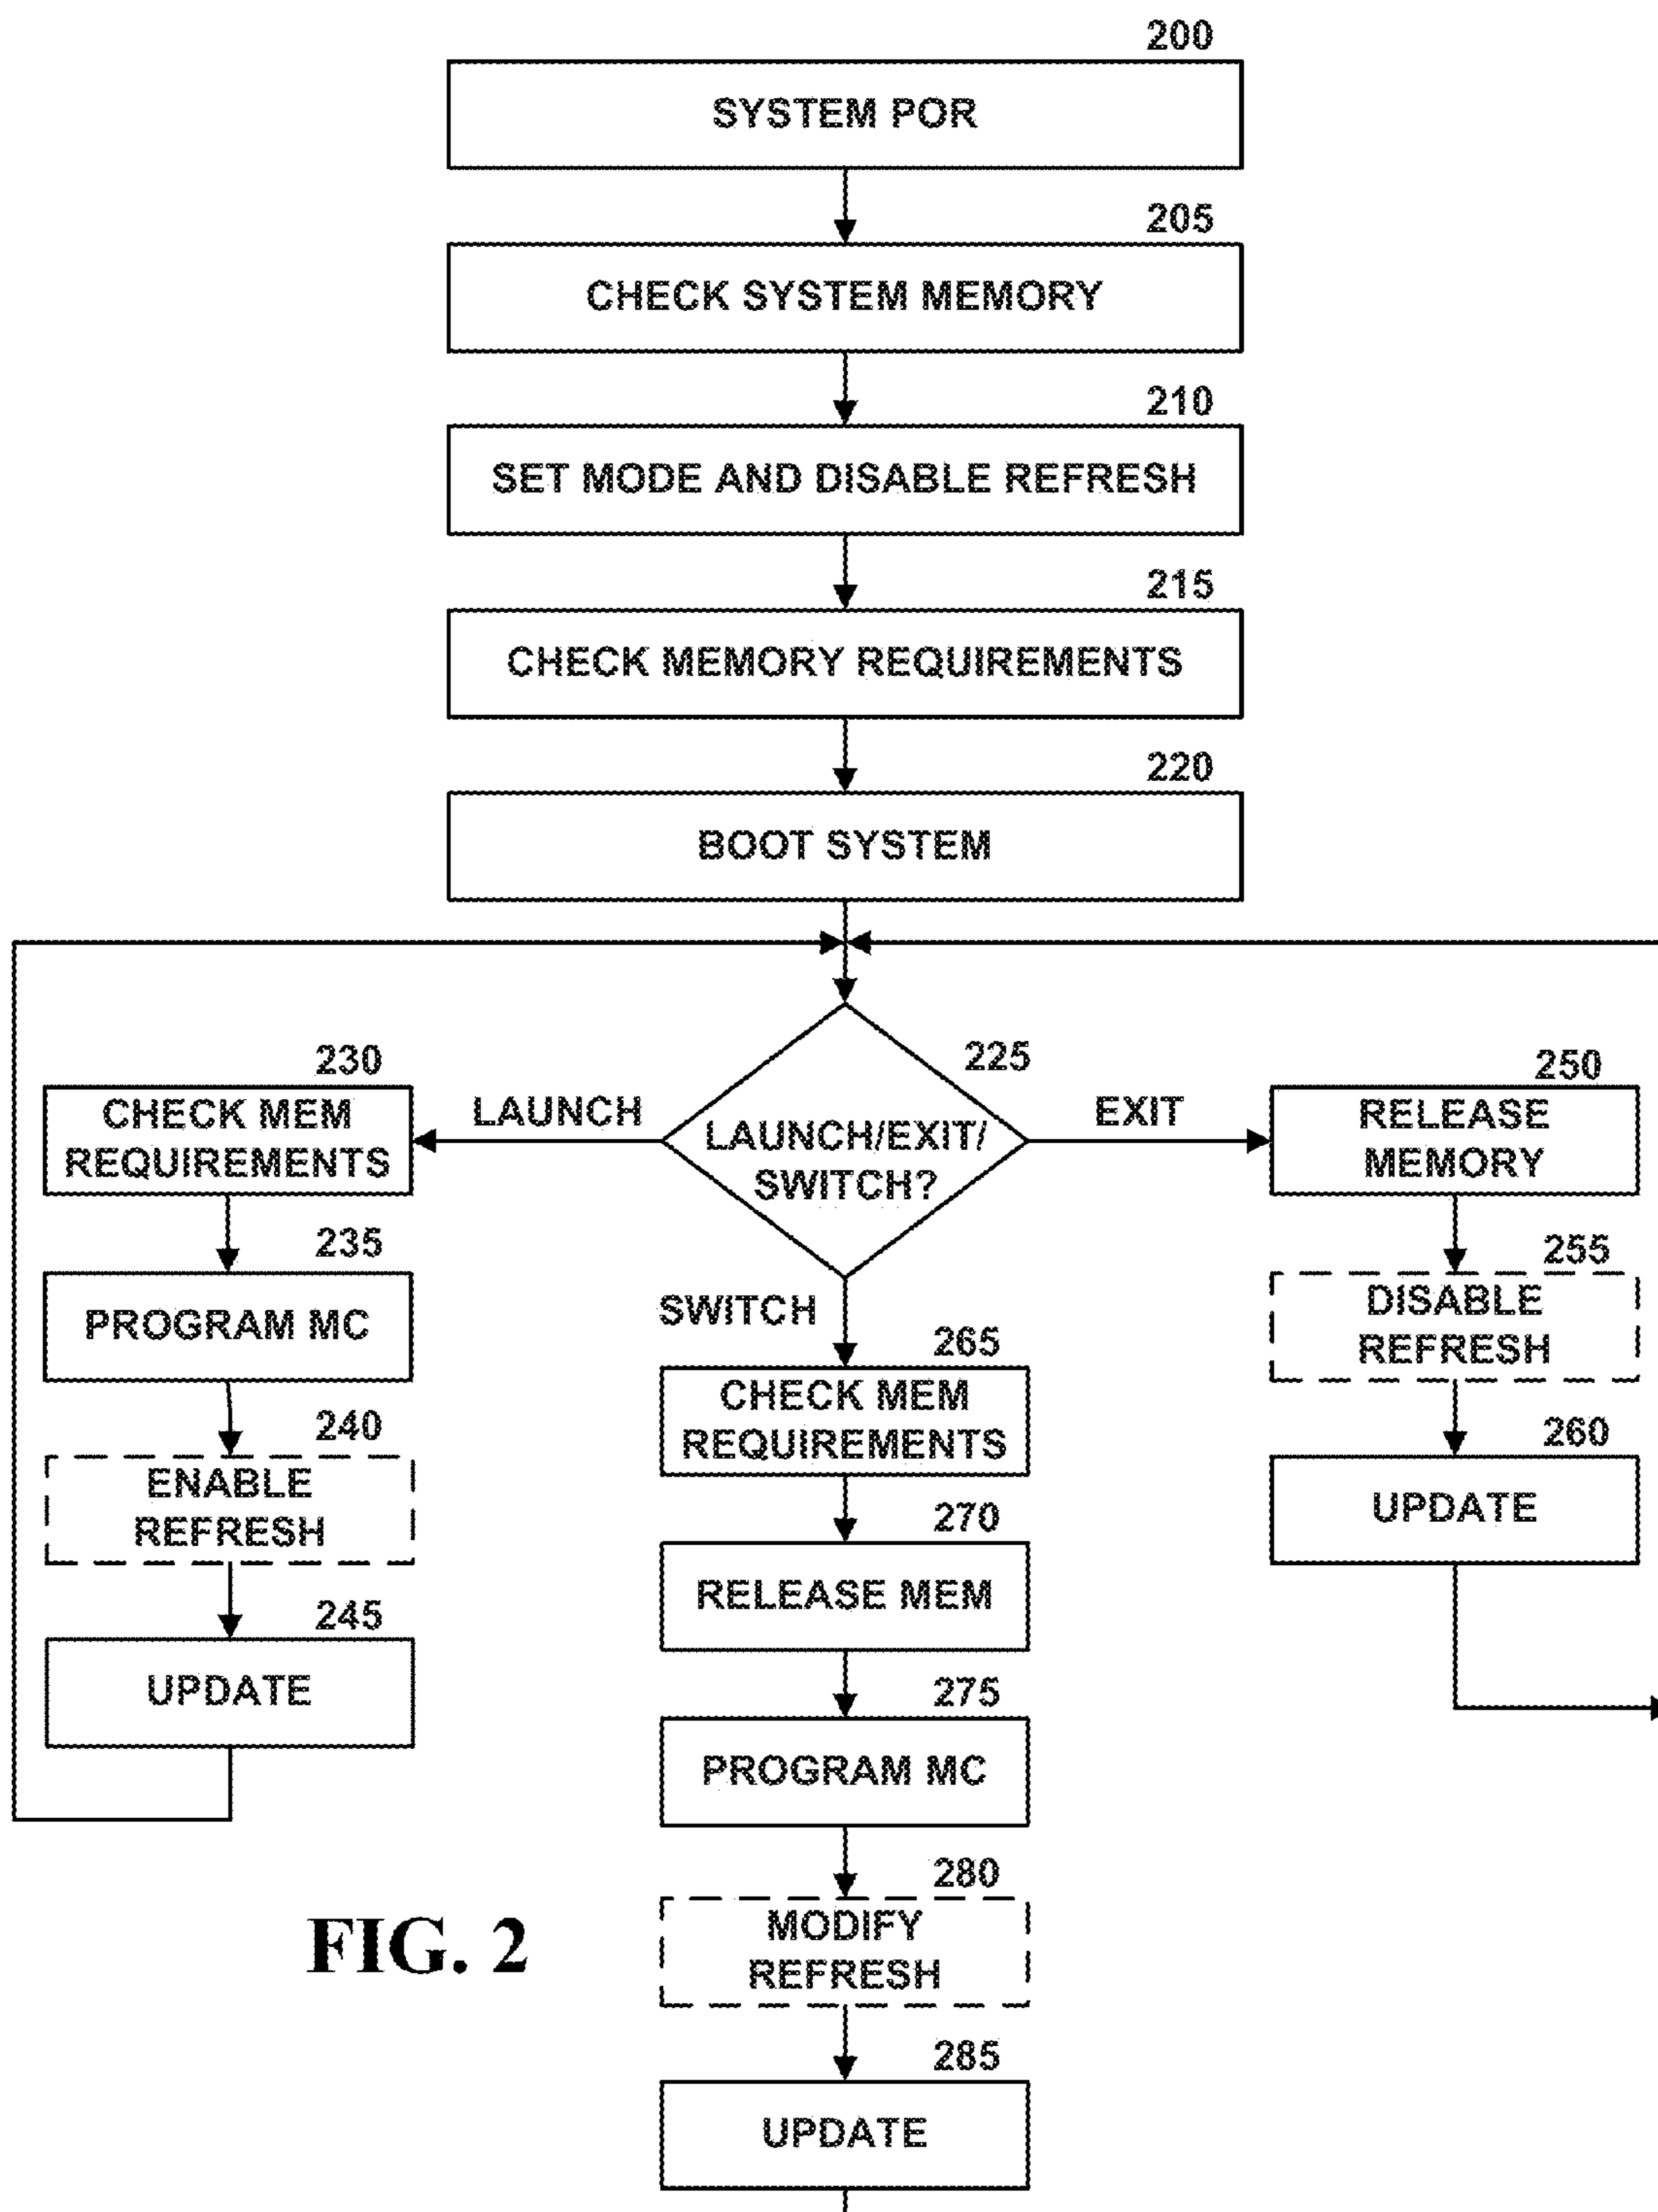 200
SYSTEM POR
205
CHECK SYSTEM MEMORY
210
SET MODE AND DISABLE REFRESH
215
CHECK MEMORY REQUIREMENTS
220
BOOT SYSTEM
225
LAUNCH/EXIT/
SWITCH?
LAUNCH
230
CHECK MEM
REQUIREMENTS
235
PROGRAM MC
240
ENABLE
REFRESH
245
UPDATE
EXIT
250
RELEASE
MEMORY
255
DISABLE
REFRESH
260
UPDATE
SWITCH
265
CHECK MEM
REQUIREMENTS
270
RELEASE MEM
275
PROGRAM MC
280
MODIFY
REFRESH
285
UPDATE
FIG. 2